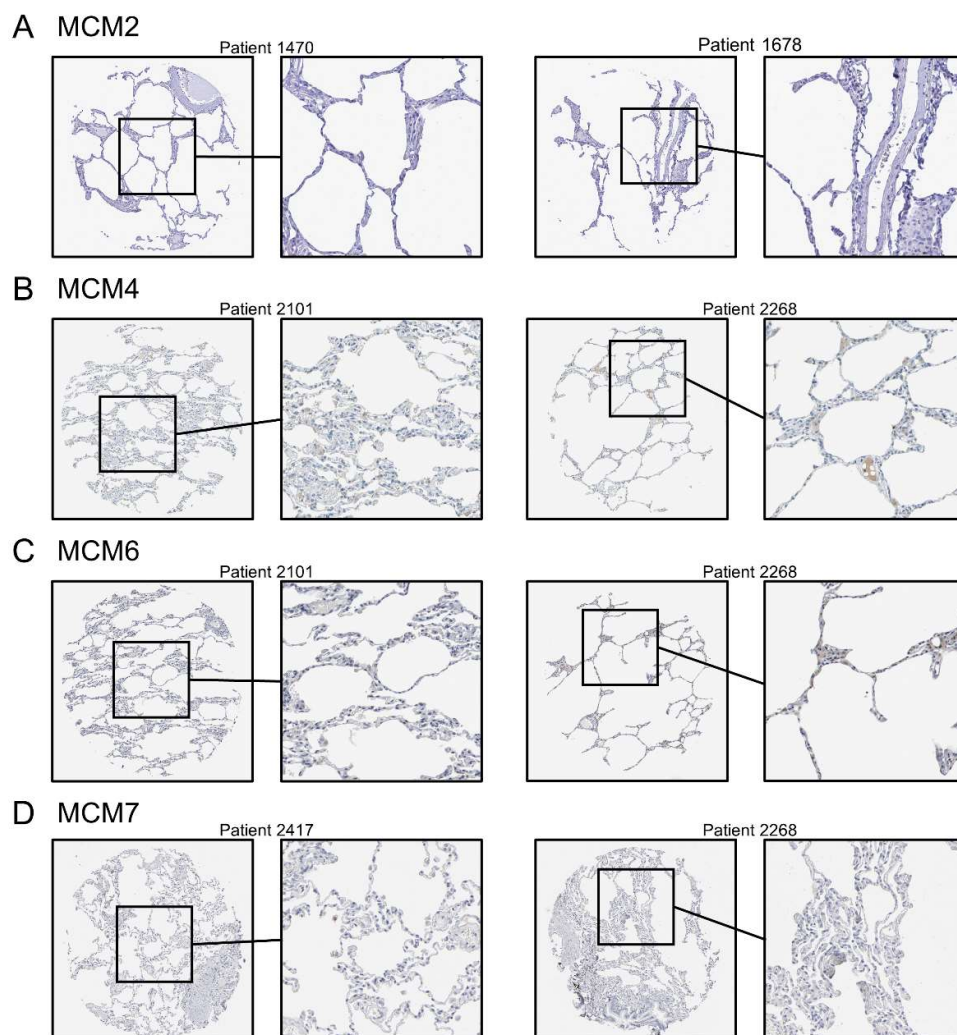 A MCM2
Patient 1470
Patient 1678
B MCM4
Patient 2101
Patient 2268
C MCM6
Patient 2101
Patient 2268
D MCM7
Patient 2417
Patient 2268